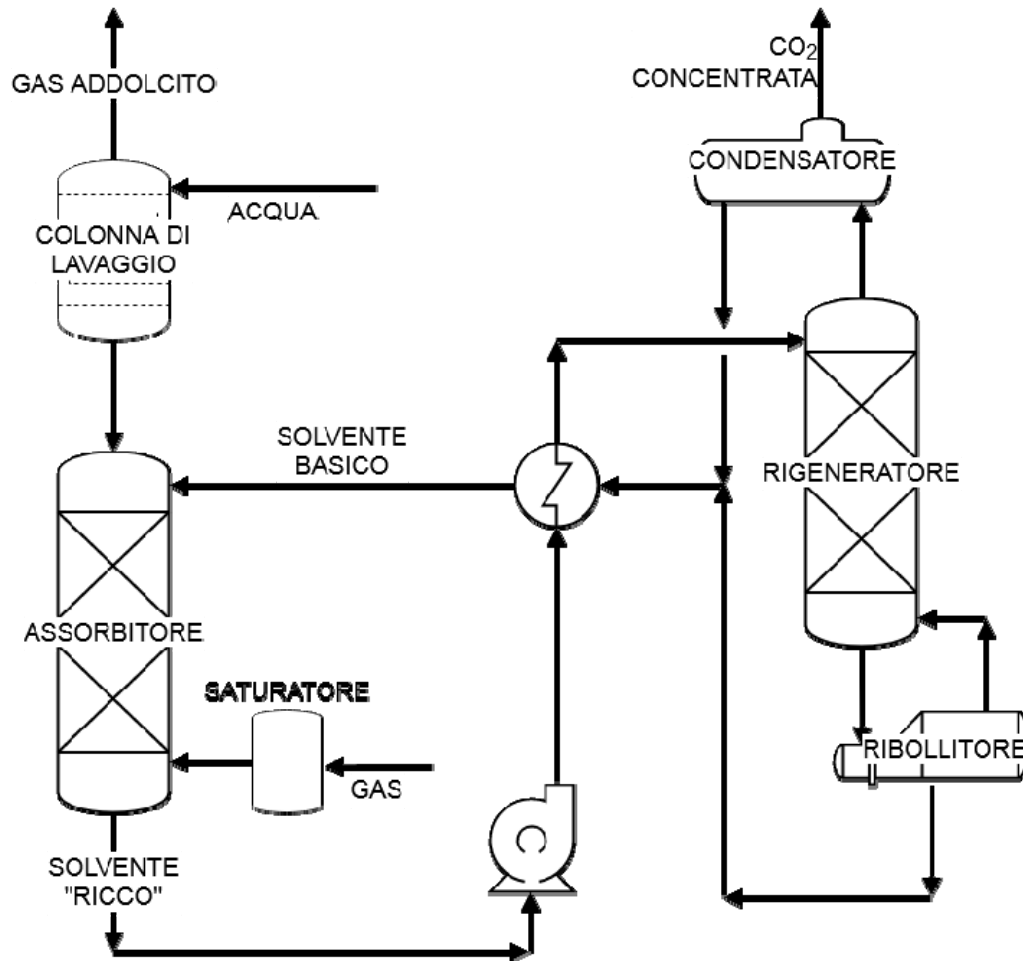 GAS ADDOLCITO
CO2
CONCENTRATA
CONDENSATORE
ACQUA
COLONNA DI
LAVAGGIO
SOLVENTE
BASICO
RIGENERATORE
ASSORBITORE
SATURATORE
GAS
RIBOLLITORE
SOLVENTE
"RICCO"